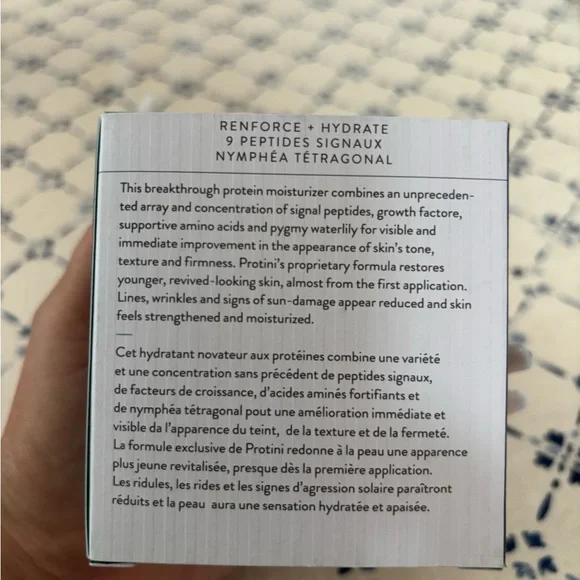 RENFORCE + HYDRATE
9 PEPTIDES SIGNAUX
NYMPHÉA TÉTRAGONAL
This breakthrough protein moisturizer combines an unpreceden-
ted array and concentration of signal peptides, growth factore,
supportive amino acids and pygmy waterlily for visible and
immediate improvement in the appearance of skin's tone,
texture and firmness. Protini's proprietary formula restores
younger, revived-looking skin, almost from the first application.
Lines, wrinkles and signs of sun-damage appear reduced and skin
feels strengthened and moisturized.
Cet hydratant novateur aux protéines combine une variété
et une concentration sans précédent de peptides signaux,
de facteurs de croissance, d'acides aminés fortifiants et
de nymphéa tétragonal pout une amélioration immédiate et
visible da l'apparence du teint, de la texture et de la fermeté.
La formule exclusive de Protini redonne à la peau une apparence
plus jeune revitalisée, presque dès la première application.
Les ridules, les rides et les signes d'agression solaire paraîtront
réduits et la peau aura une sensation hydratée et apaisée.